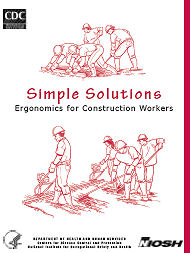 CDC
Simple Solutions
Ergonomics for Construction Workers
DEPARTMENT OF HEALTH AND HUMAN SERVICES
Centers for Disease Control and Prevention
National Institute for Occupational Safety and Health
NIOSH